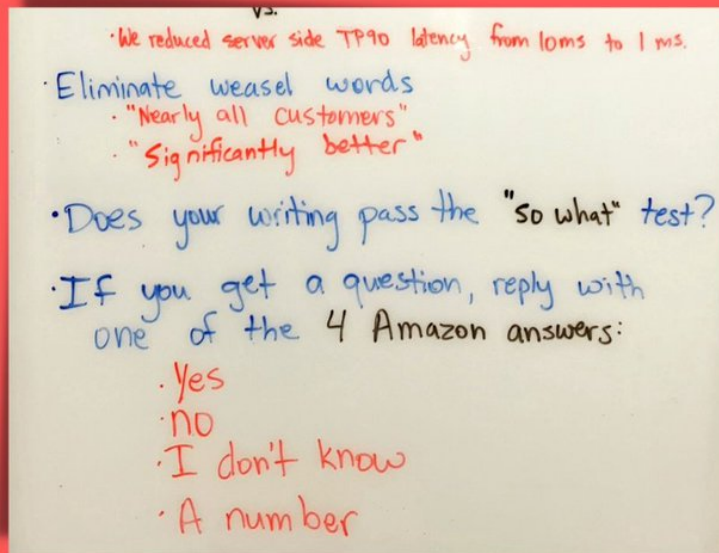 vs.
·We reduced server side TP90 latency from 10ms to 1 ms.
·Eliminate weasel words
·"Nearly all customers"
·"Significantly better"
·Does your writing pass the "so what" test?
·If you get a question, reply with
one of the 4 Amazon answers:
·Yes
·no
·I don't know
·A number